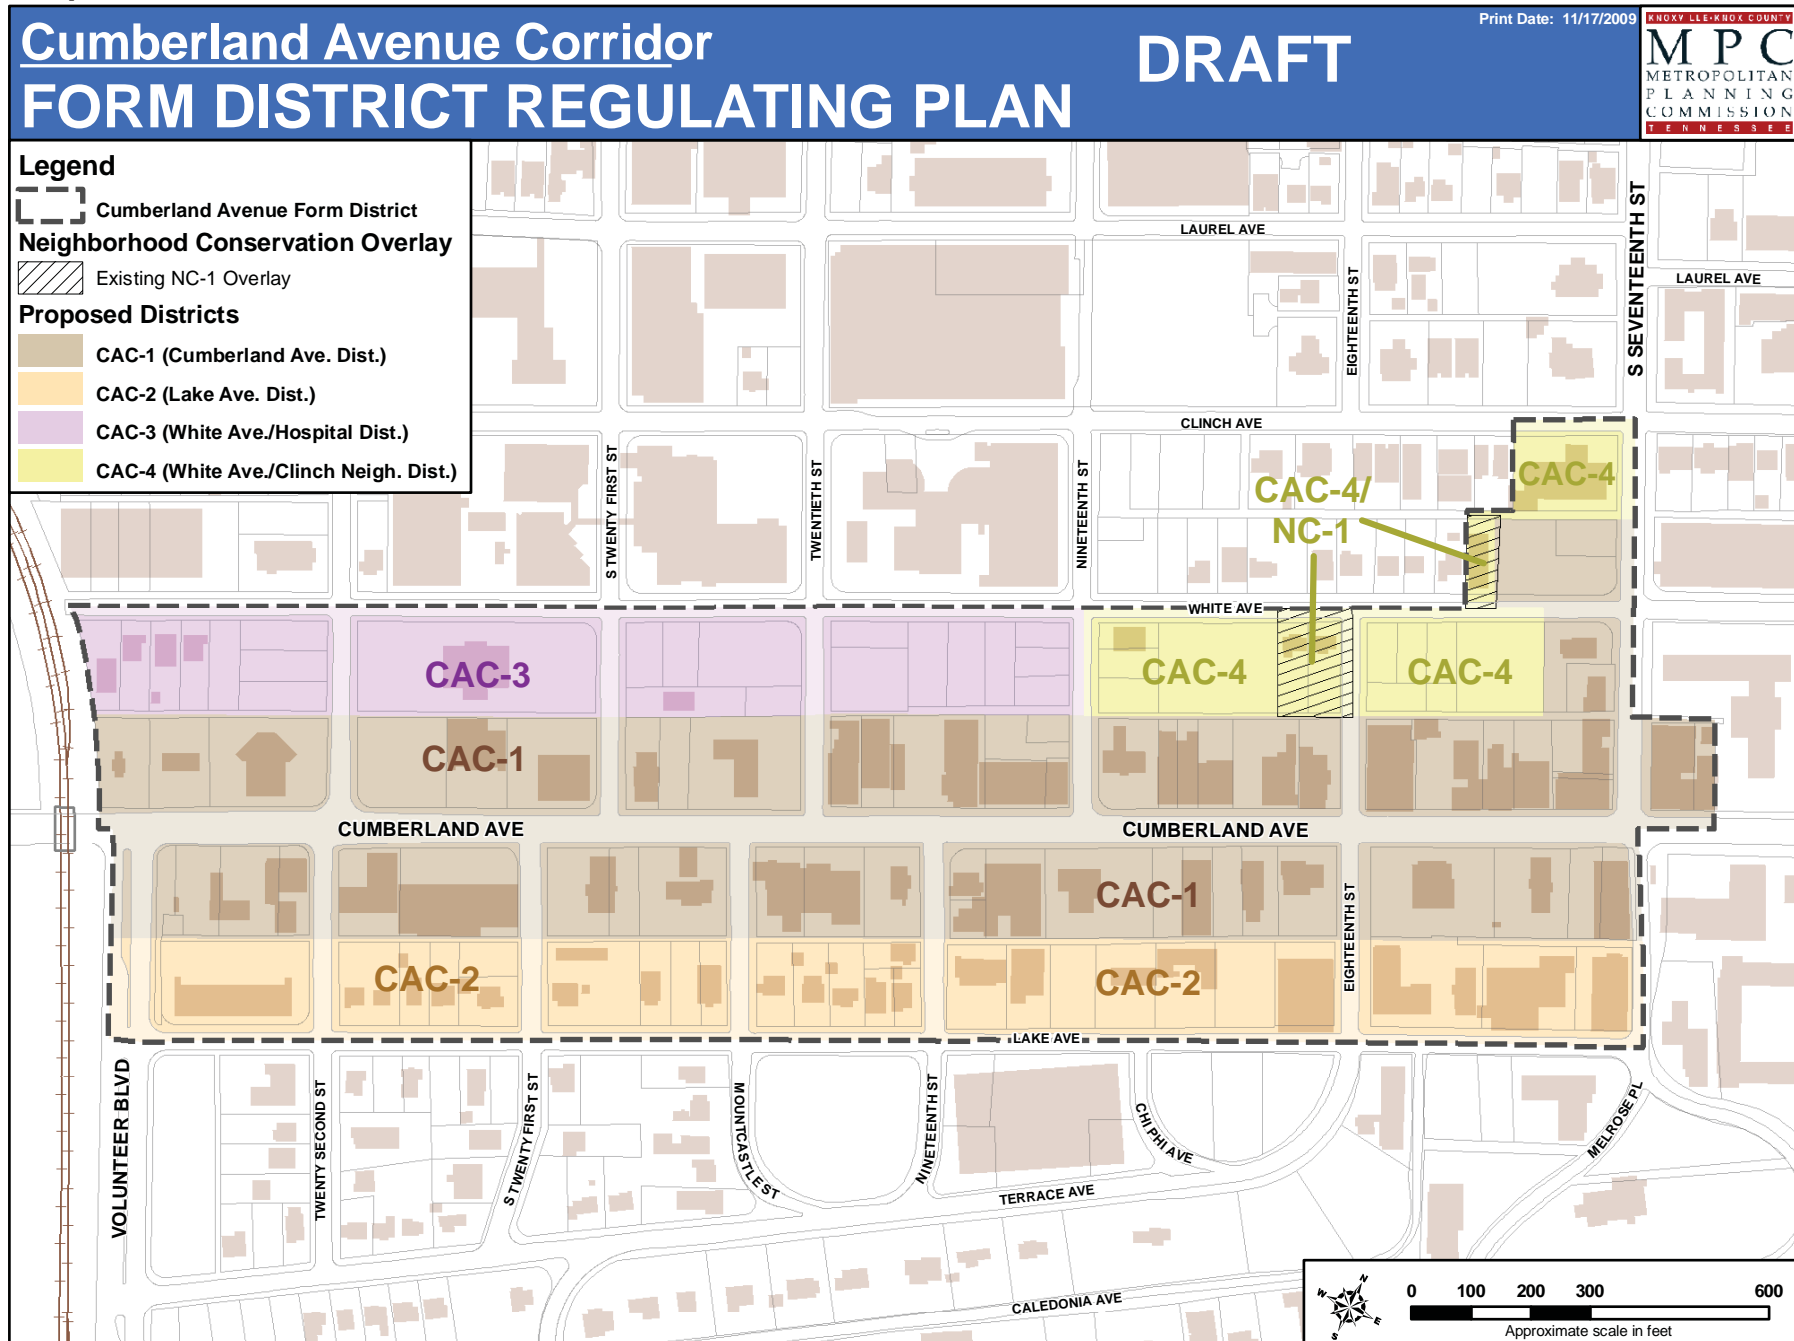 Cumberland Avenue Corridor
FORM DISTRICT REGULATING PLAN
DRAFT
Print Date: 11/17/2009
KNOXV LLE-KNOX COUNTY
MPC
METROPOLITAN
PLANNING
COMMISSION
TENNESSEE
Legend
Cumberland Avenue Form District
Neighborhood Conservation Overlay
Existing NC-1 Overlay
Proposed Districts
CAC-1 (Cumberland Ave. Dist.)
CAC-2 (Lake Ave. Dist.)
CAC-3 (White Ave./Hospital Dist.)
CAC-4 (White Ave./Clinch Neigh. Dist.)
LAUREL AVE
LAUREL AVE
S SEVENTEENTH ST
EIGHTEENTH ST
CLINCH AVE
S TWENTY FIRST ST
TWENTIETH ST
NINETEENTH ST
CAC-4/
NC-1
CAC-4
WHITE AVE
CAC-3
CAC-4
CAC-4
CAC-1
CUMBERLAND AVE
CUMBERLAND AVE
CAC-1
EIGHTEENTH ST
CAC-2
CAC-2
LAKE AVE
VOLUNTEER BLVD
TWENTY SECOND ST
S TWENTY FIRST ST
MOUNTCASTLE ST
NINETEENTH ST
CHI PHI AVE
MELROSE PL
TERRACE AVE
CALEDONIA AVE
N
W
E
S
0 100 200 300 600
Approximate scale in feet